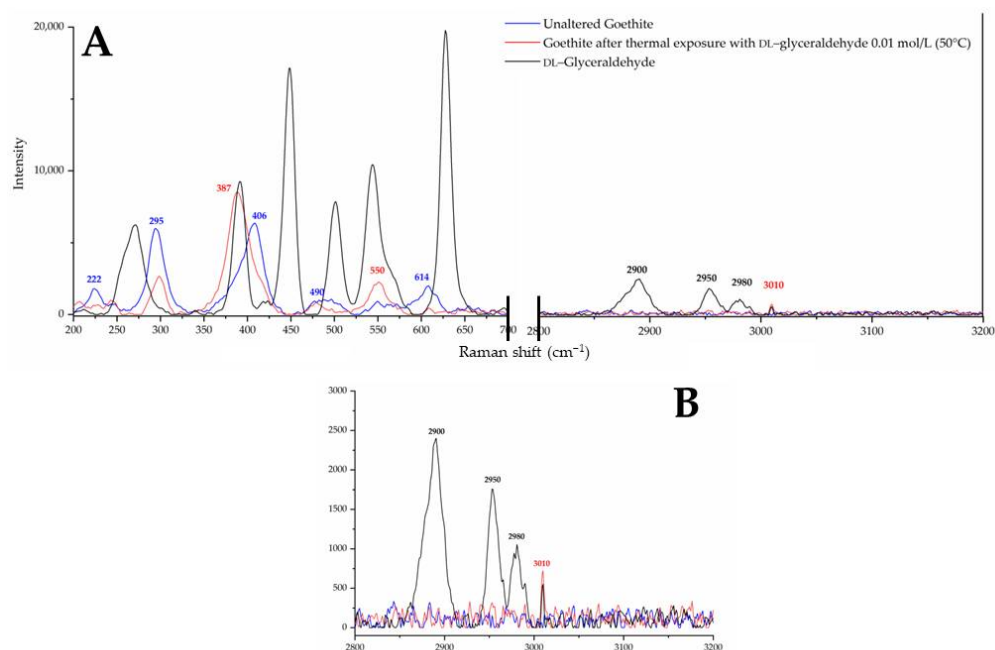 A
20,000
10,000
0
Intensity
Unaltered Goethite
Goethite after thermal exposure with DL–glyceraldehyde 0.01 mol/L (50°C)
DL–Glyceraldehyde
222
295
387
406
490
550
614
2900
2950
2980
3010
200 250 300 350 400 450 500 550 600 650 700 2800 2900 3000 3100 3200
Raman shift (cm⁻¹)
B
3000
2500
2000
1500
1000
500
0
2900
2950
2980
3010
2800 2900 3000 3100 3200